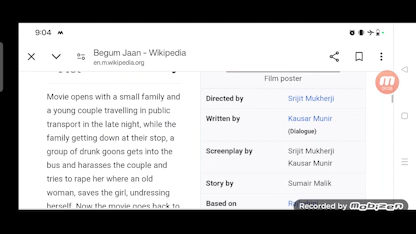 9:04
Begum Jaan - Wikipedia
en.m.wikipedia.org
Movie opens with a small family and
a young couple travelling in public
transport in the late night, while the
family getting down at their stop, a
group of drunk goons gets into the
bus and harasses the couple and
tries to rape her where an old
woman, saves the girl, undressing
herself. Now the movie goes back to
Film poster
Directed by Srijit Mukherji
Written by Kausar Munir
(Dialogue)
Screenplay by Srijit Mukherji
Kausar Munir
Story by Sumair Malik
Based on
Recorded by Mobizen